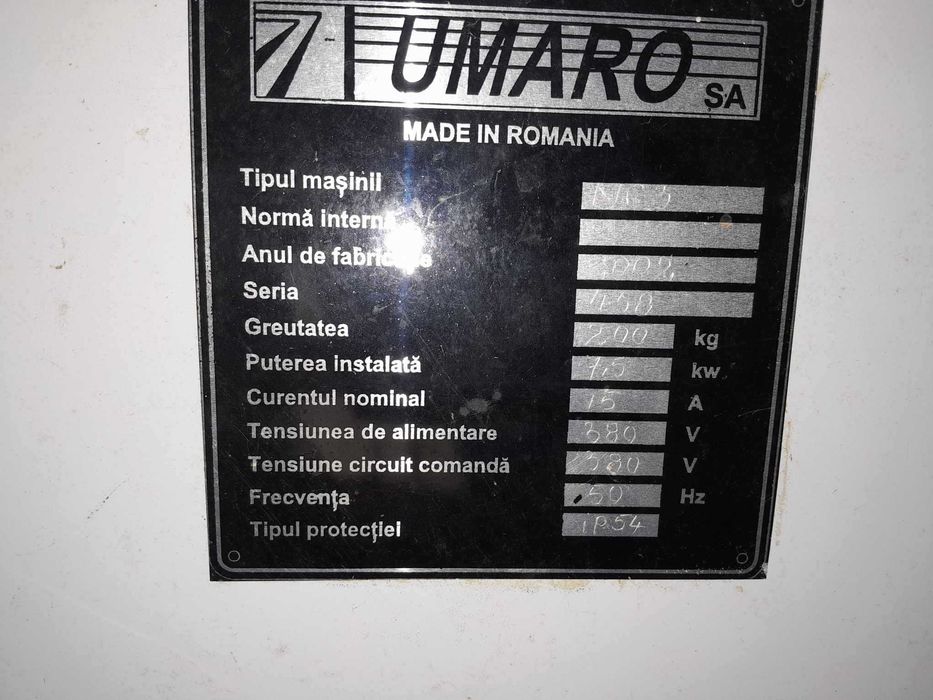 UMARO SA
MADE IN ROMANIA
Tipul mașinii
Normă internă
Anul de fabricație 2002
Seria
Greutatea 200 kg
Puterea instalată 7,5 kw
Curentul nominal 15 A
Tensiunea de alimentare 380 V
Tensiune circuit comandă 380 V
Frecvența 50 Hz
Tipul protecției IP54